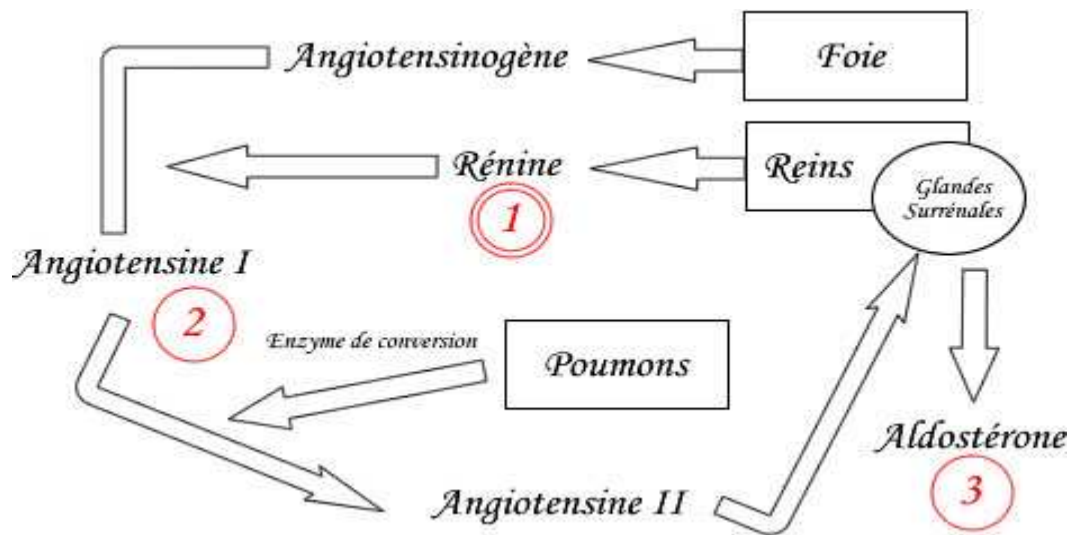 Angiotensinogène
Foie
Rénine
Reins
1
Glandes
Surrénales
Angiotensine I
2
Enzyme de conversion
Poumons
Aldostérone
3
Angiotensine II